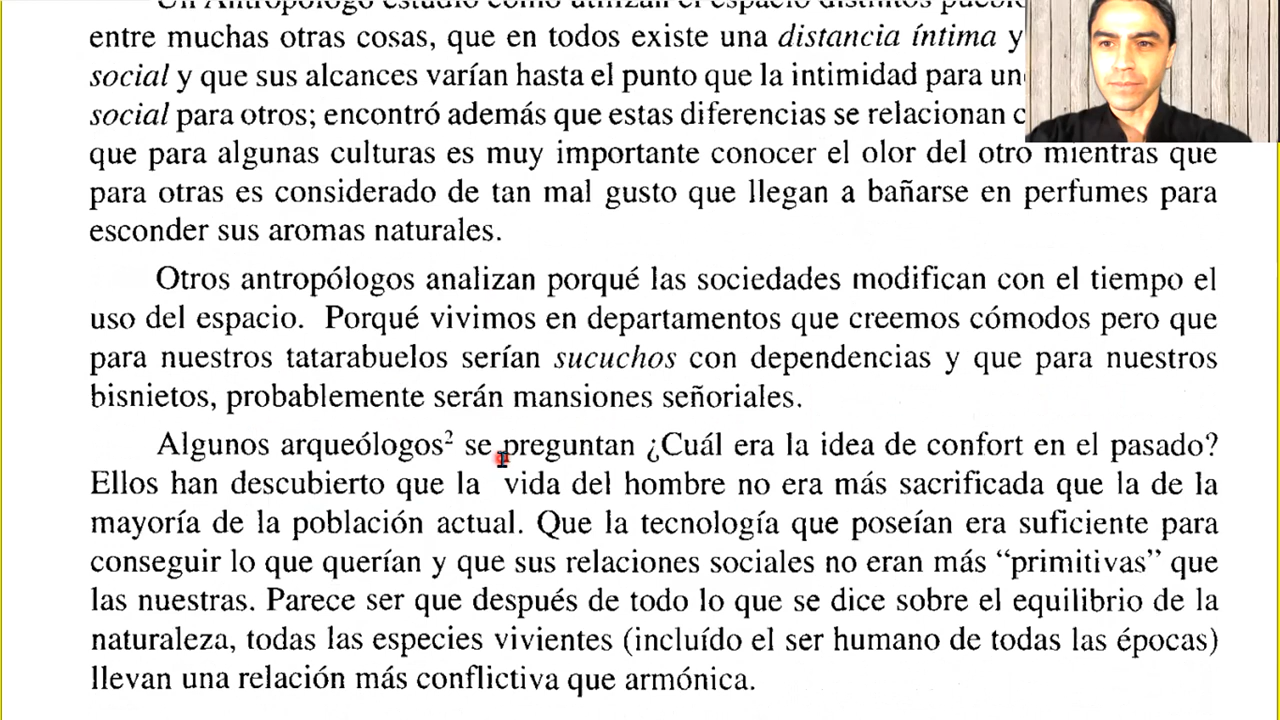 Un Antropólogo estudió cómo utilizan el espacio distintos
entre muchas otras cosas, que en todos existe una distancia íntima y
social y que sus alcances varían hasta el punto que la intimidad para
social para otros; encontró además que estas diferencias se relacionan
que para algunas culturas es muy importante conocer el olor del otro mientras que
para otras es considerado de tan mal gusto que llegan a bañarse en perfumes para
esconder sus aromas naturales.
Otros antropólogos analizan porqué las sociedades modifican con el tiempo el
uso del espacio. Porqué vivimos en departamentos que creemos cómodos pero que
para nuestros tatarabuelos serían sucuchos con dependencias y que para nuestros
bisnietos, probablemente serán mansiones señoriales.
Algunos arqueólogos² se preguntan ¿Cuál era la idea de confort en el pasado?
Ellos han descubierto que la vida del hombre no era más sacrificada que la de la
mayoría de la población actual. Que la tecnología que poseían era suficiente para
conseguir lo que querían y que sus relaciones sociales no eran más “primitivas” que
las nuestras. Parece ser que después de todo lo que se dice sobre el equilibrio de la
naturaleza, todas las especies vivientes (incluído el ser humano de todas las épocas)
llevan una relación más conflictiva que armónica.